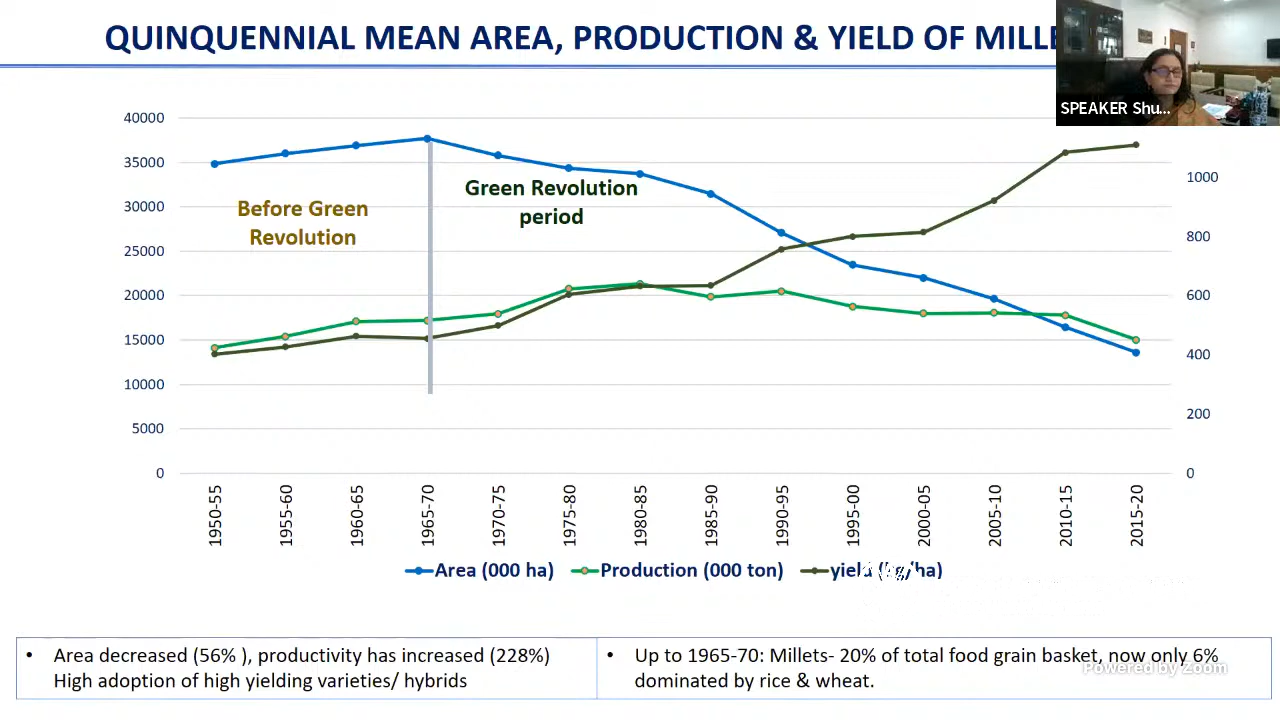 QUINQUENNIAL MEAN AREA, PRODUCTION & YIELD OF
SPEAKER Shu...
40000
35000
30000
25000
20000
15000
10000
5000
0
1000
800
600
400
200
0
Before Green
Revolution
Green Revolution
period
1950-55
1955-60
1960-65
1965-70
1970-75
1975-80
1980-85
1985-90
1990-95
1995-00
2000-05
2005-10
2010-15
2015-20
Area (000 ha)
Production (000 ton)
yield (kg/ha)
• Area decreased (56% ), productivity has increased (228%)
High adoption of high yielding varieties/ hybrids
• Up to 1965-70: Millets- 20% of total food grain basket, now only 6%
dominated by rice & wheat.
Powered by Zoom